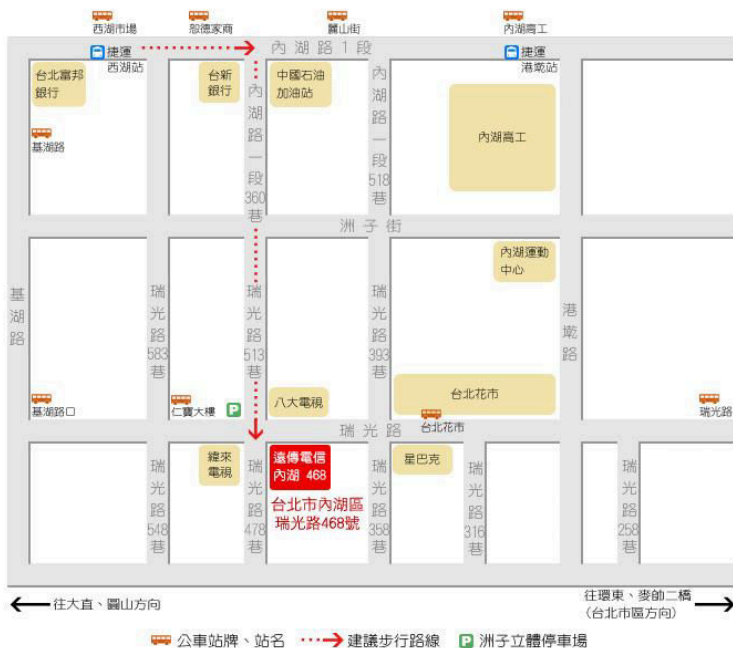 西湖市場
恕德家商
麗山街
內湖高工
捷運
西湖站
內湖路1段
捷運
港墘站
台北富邦
銀行
台新
銀行
中國石油
加油站
內湖高工
基湖路
內湖路一段360巷
內湖路一段518巷
洲子街
內湖運動
中心
基湖路
瑞光路583巷
瑞光路513巷
瑞光路393巷
港墘路
基湖路口
仁寶大樓
P
八大電視
台北花市
瑞光路
瑞光路
台北花市
緯來
電視
遠傳電信
內湖 468
星巴克
台北市內湖區
瑞光路468號
瑞光路548巷
瑞光路478巷
瑞光路358巷
瑞光路316巷
瑞光路258巷
往大直、圓山方向
往環東、麥帥二橋
(台北市區方向)
公車站牌、站名
建議步行路線
P 洲子立體停車場